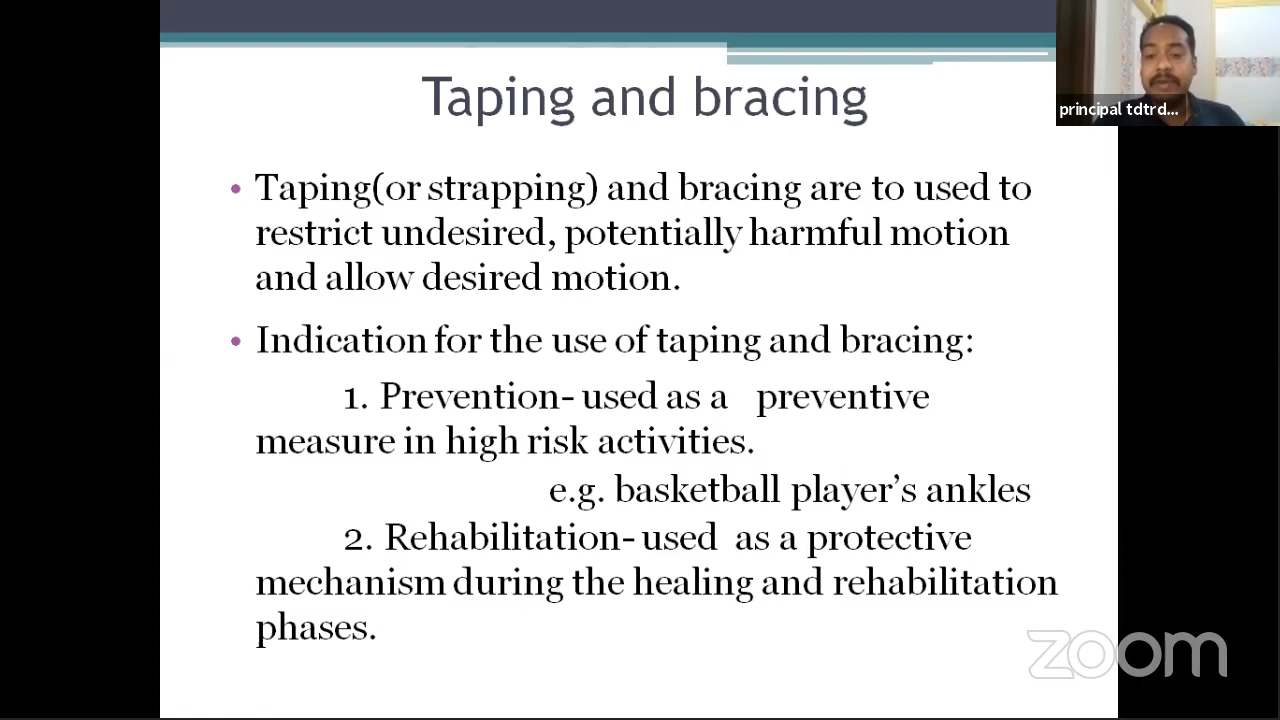 Taping and bracing
principal tdtrd...
• Taping(or strapping) and bracing are to used to
restrict undesired, potentially harmful motion
and allow desired motion.
• Indication for the use of taping and bracing:
1. Prevention- used as a preventive
measure in high risk activities.
e.g. basketball player's ankles
2. Rehabilitation- used as a protective
mechanism during the healing and rehabilitation
phases.
zoom